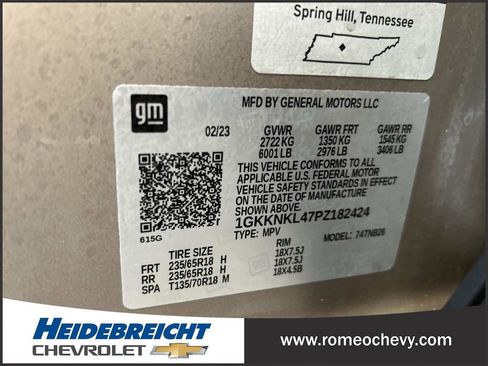 Spring Hill, Tennessee
gm
MFD BY GENERAL MOTORS LLC
02/23 GVWR GAWR FRT GAWR RR
2722 KG 1350 KG 1545 KG
6001 LB 2976 LB 3406 LB
THIS VEHICLE CONFORMS TO ALL
APPLICABLE U.S. FEDERAL MOTOR
VEHICLE SAFETY STANDARDS IN EFFECT
ON THE DATE OF MANUFACTURE SHOWN ABOVE.
1GKKNKL47PZ182424
615G TYPE: MPV MODEL: 74TNB26
TIRE SIZE RIM
FRT 235/65R18 H 18X7.5J
RR 235/65R18 H 18X7.5J
SPA T135/70R18 M 18X4.5B
HEIDEBREICHT
CHEVROLET
www.romeochevy.com